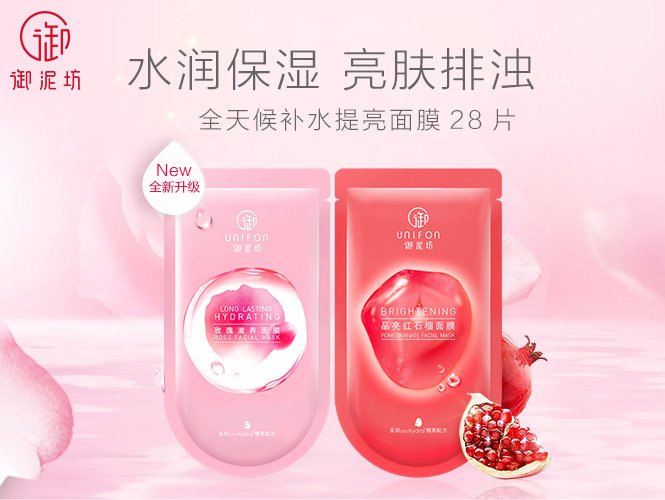 御
御泥坊
水润保湿 亮肤排浊
全天候补水提亮面膜 28 片
New
全新升级
御
UNIFON
御泥坊
LONG LASTING
HYDRATING
玫瑰滋养面膜
ROSE FACIAL MASK
御
UNIFON
御泥坊
BRIGHTENING
晶亮红石榴面膜
POMEGRANATE FACIAL MASK